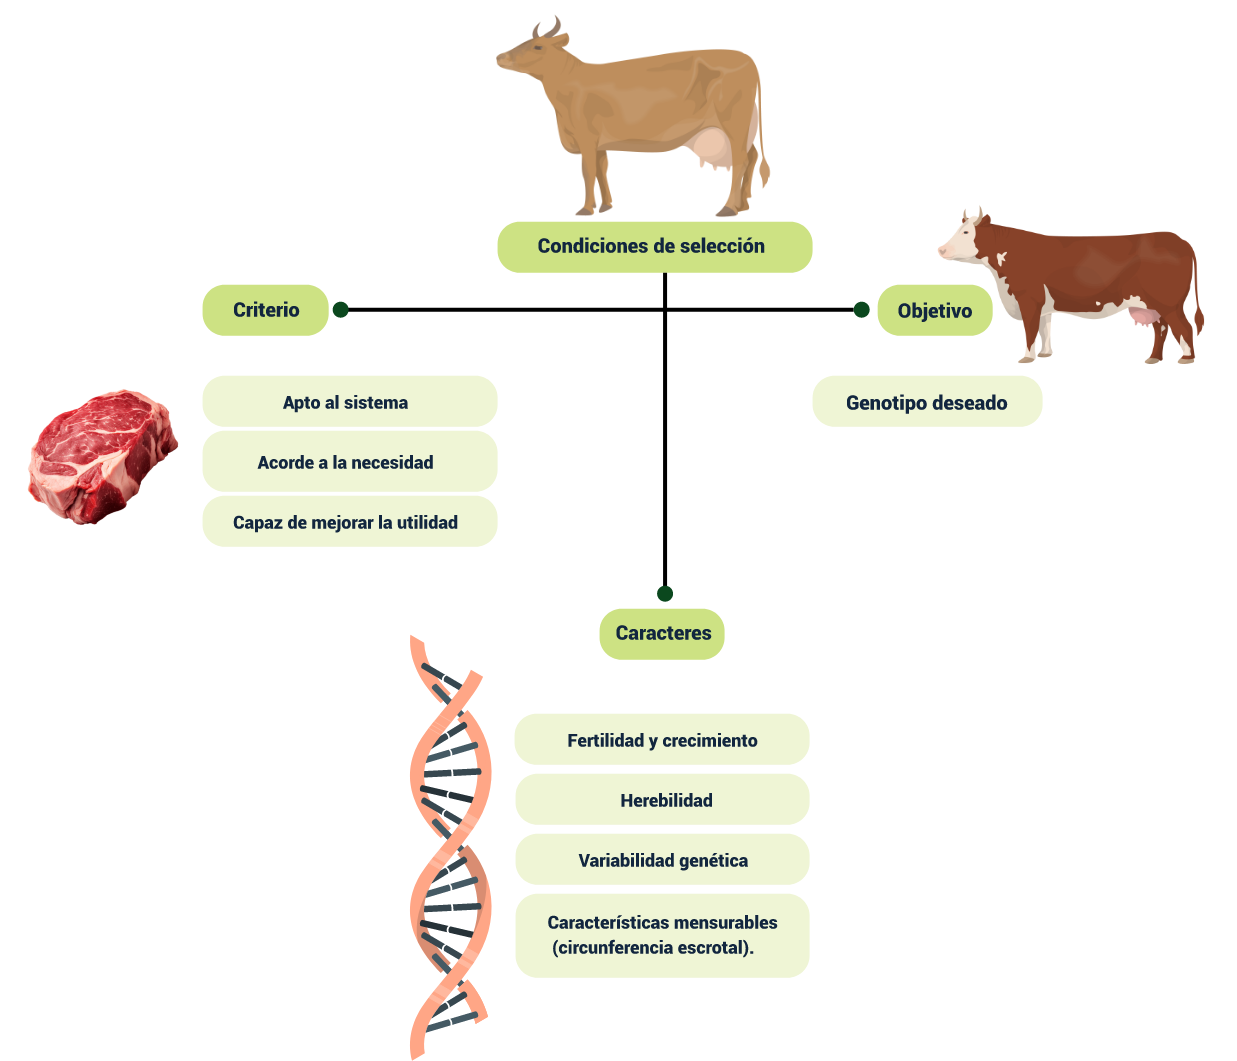 Condiciones de selección
Criterio
Objetivo
Apto al sistema
Acorde a la necesidad
Capaz de mejorar la utilidad
Genotipo deseado
Caracteres
Fertilidad y crecimiento
Herebilidad
Variabilidad genética
Características mensurables
(circunferencia escrotal).